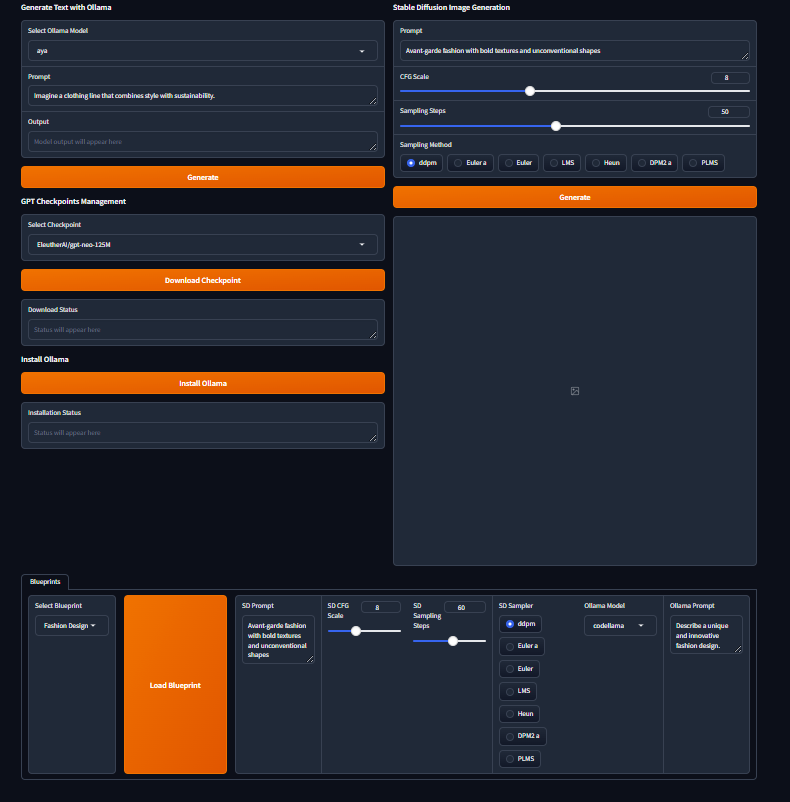 Generate Text with Ollama
Select Ollama Model
aya
Prompt
Imagine a clothing line that combines style with sustainability.
Output
Model output will appear here
Generate
GPT Checkpoints Management
Select Checkpoint
EleutherAI/gpt-neo-125M
Download Checkpoint
Download Status
Status will appear here
Install Ollama
Install Ollama
Installation Status
Status will appear here
Stable Diffusion Image Generation
Prompt
Avant-garde fashion with bold textures and unconventional shapes
CFG Scale
8
Sampling Steps
50
Sampling Method
ddpm
Euler a
Euler
LMS
Heun
DPM2 a
PLMS
Generate
Blueprints
Select Blueprint
Fashion Design
Load Blueprint
SD Prompt
Avant-garde fashion
with bold textures
and unconventional
shapes
SD CFG
Scale
8
SD
Sampling
Steps
60
SD Sampler
ddpm
Euler a
Euler
LMS
Heun
DPM2 a
PLMS
Ollama Model
codellama
Ollama Prompt
Describe a unique
and innovative
fashion design.